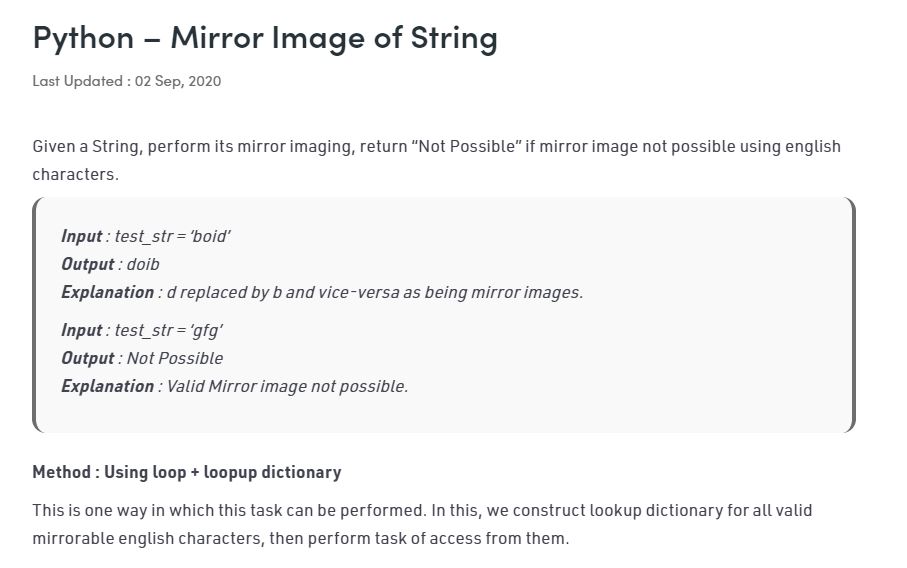 Python – Mirror Image of String
Last Updated : 02 Sep, 2020
Given a String, perform its mirror imaging, return “Not Possible” if mirror image not possible using english
characters.
Input : test_str = ‘boid’
Output : doib
Explanation : d replaced by b and vice-versa as being mirror images.
Input : test_str = ‘gfg’
Output : Not Possible
Explanation : Valid Mirror image not possible.
Method : Using loop + loopup dictionary
This is one way in which this task can be performed. In this, we construct lookup dictionary for all valid
mirrorable english characters, then perform task of access from them.